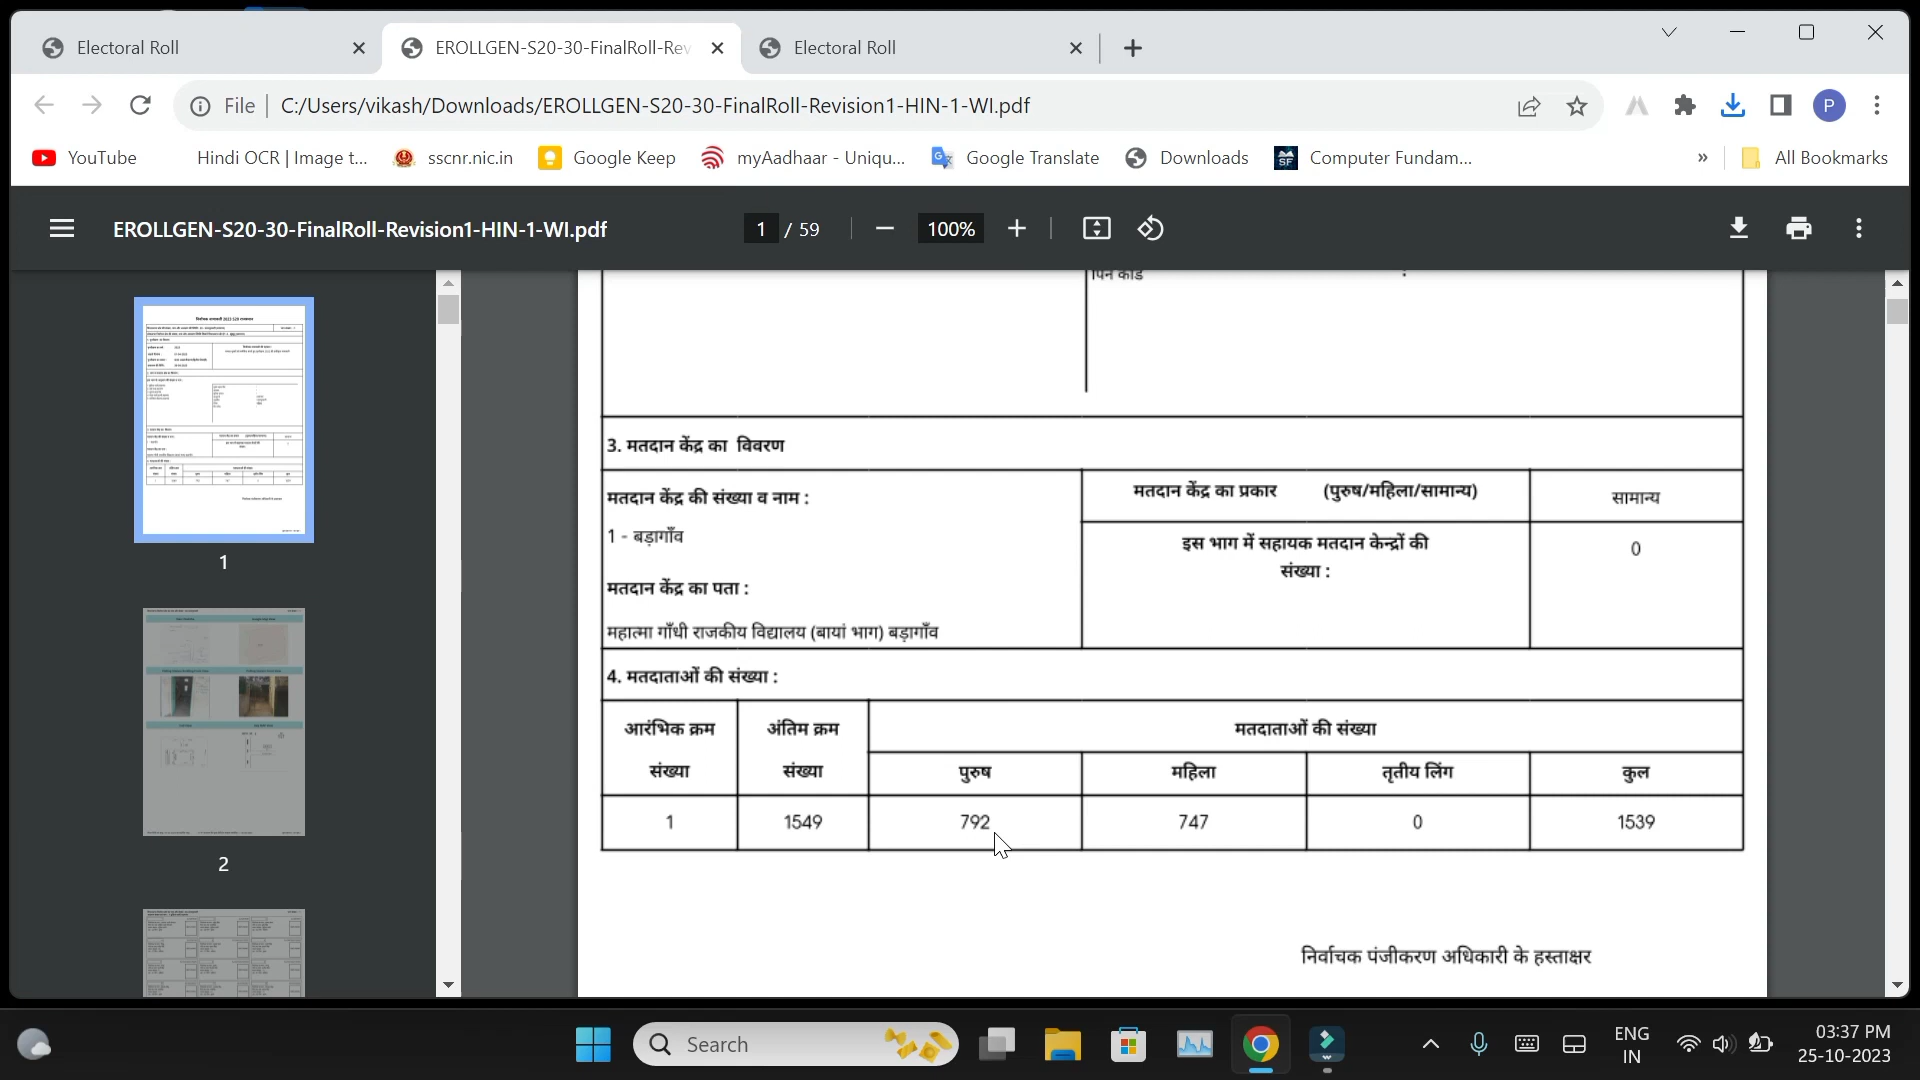 Electoral Roll
EROLLGEN-S20-30-FinalRoll-Rev
Electoral Roll
File
C:/Users/vikash/Downloads/EROLLGEN-S20-30-FinalRoll-Revision1-HIN-1-WI.pdf
P
YouTube
Hindi OCR | Image t...
sscnr.nic.in
Google Keep
myAadhaar - Uniqu...
Google Translate
Downloads
SF
Computer Fundam...
»
All Bookmarks
EROLLGEN-S20-30-FinalRoll-Revision1-HIN-1-WI.pdf
1 / 59
100%
1
2
3. मतदान केंद्र का विवरण
मतदान केंद्र की संख्या व नाम :
1 - बड़ागाँव
मतदान केंद्र का पता :
महात्मा गाँधी राजकीय विद्यालय (बायां भाग) बड़ागाँव
मतदान केंद्र का प्रकार (पुरुष/महिला/सामान्य)
सामान्य
इस भाग में सहायक मतदान केन्द्रों की
संख्या :
0
4. मतदाताओं की संख्या :
आरंभिक क्रम
संख्या
अंतिम क्रम
संख्या
मतदाताओं की संख्या
पुरुष
महिला
तृतीय लिंग
कुल
1
1549
792
747
0
1539
निर्वाचक पंजीकरण अधिकारी के हस्ताक्षर
Search
ENG
IN
03:37 PM
25-10-2023